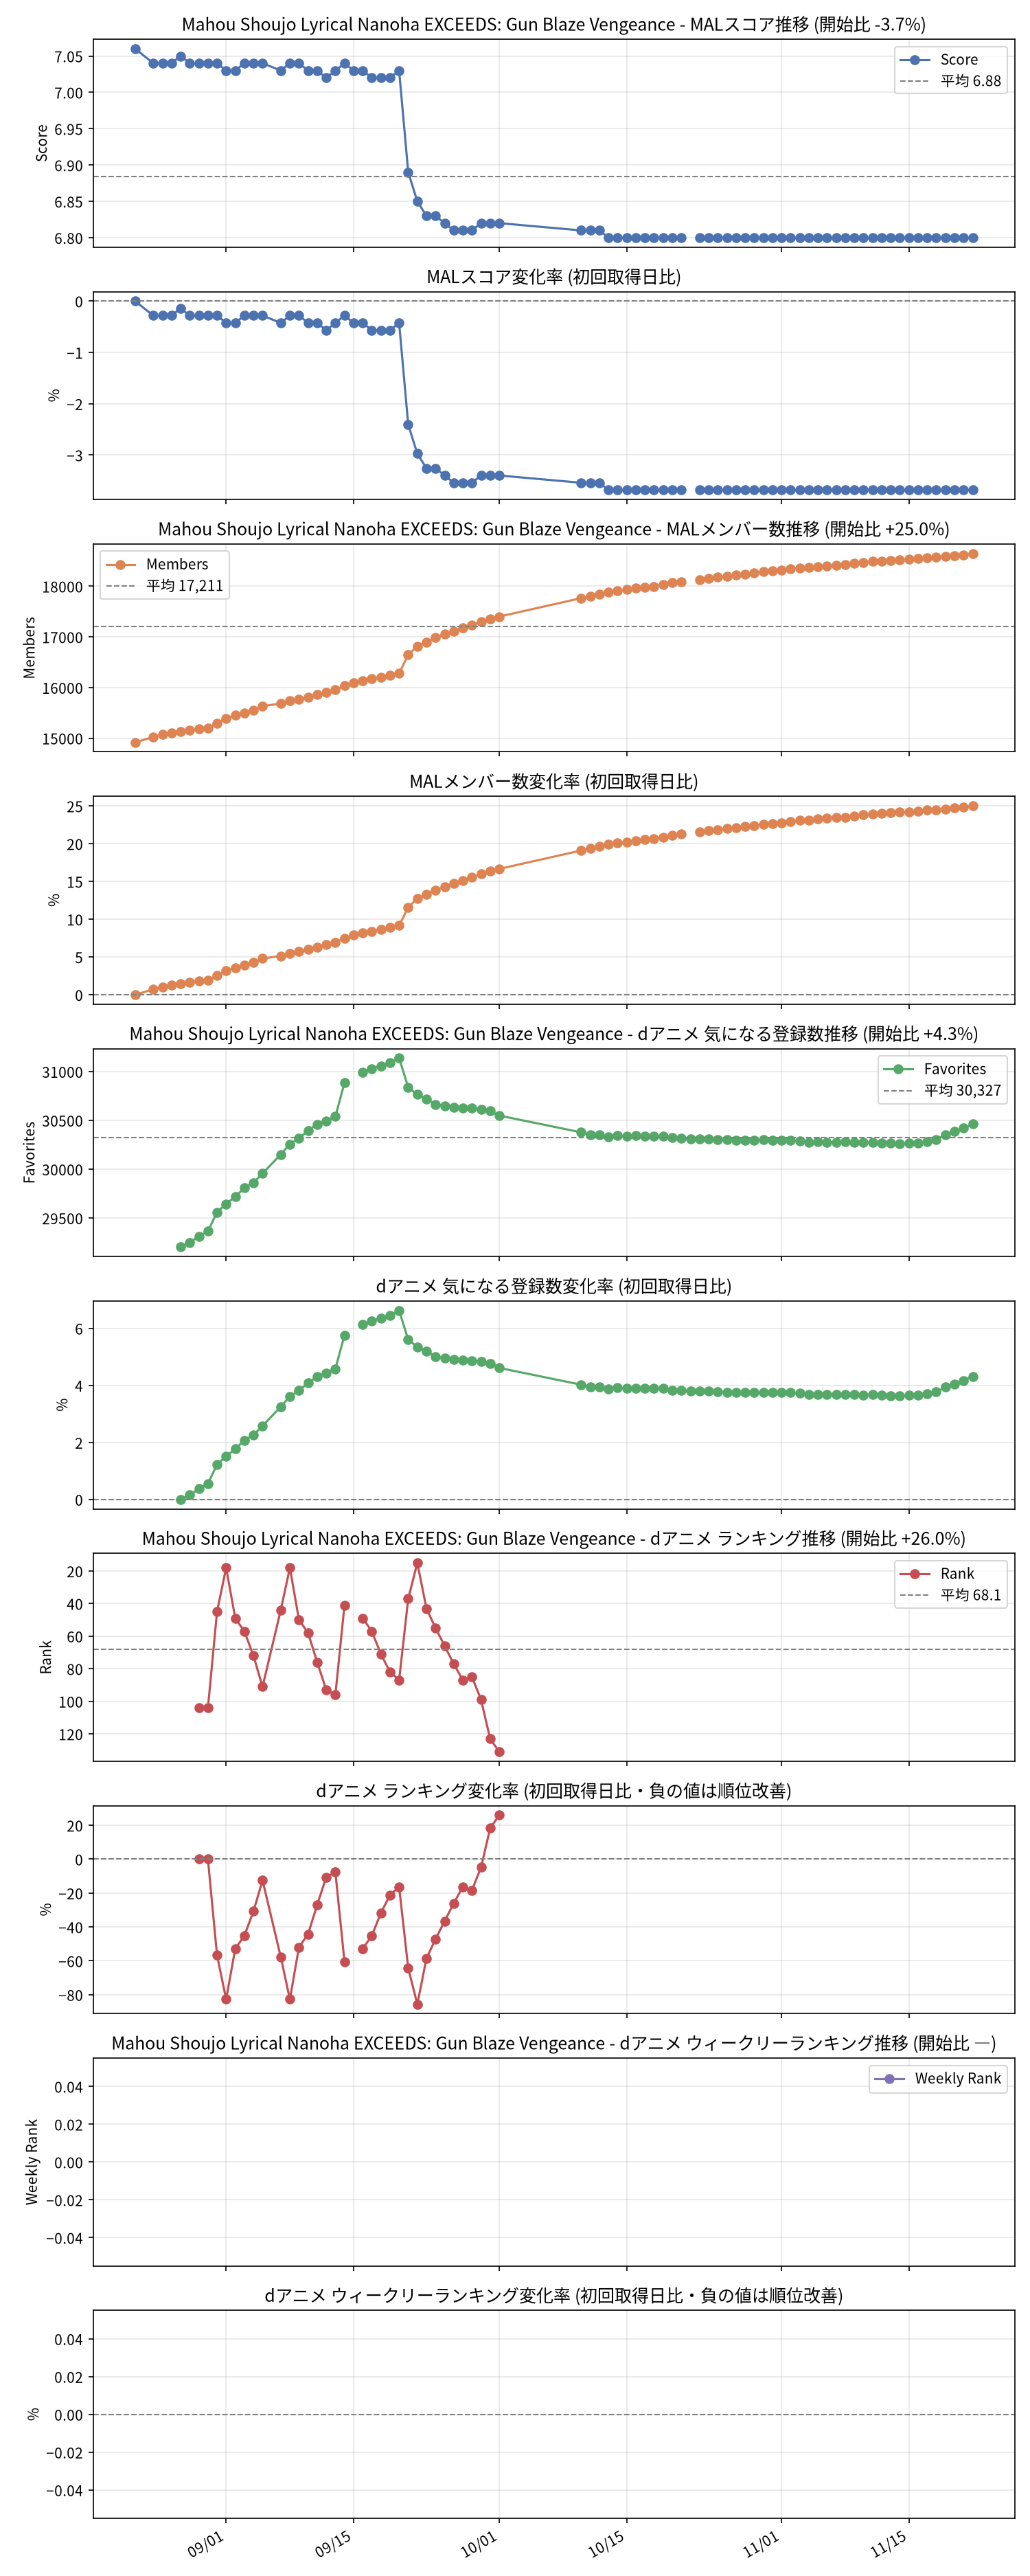 Mahou Shoujo Lyrical Nanoha EXCEEDS: Gun Blaze Vengeance - MALスコア推移 (開始比 -3.7%)
Score
7.05
7.00
6.95
6.90
6.85
6.80
Score
平均 6.88
MALスコア変化率 (初回取得日比)
%
0
−1
−2
−3
Mahou Shoujo Lyrical Nanoha EXCEEDS: Gun Blaze Vengeance - MALメンバー数推移 (開始比 +25.0%)
Members
18000
17000
16000
15000
Members
平均 17,211
MALメンバー数変化率 (初回取得日比)
%
25
20
15
10
5
0
Mahou Shoujo Lyrical Nanoha EXCEEDS: Gun Blaze Vengeance - dアニメ 気になる登録数推移 (開始比 +4.3%)
Favorites
31000
30500
30000
29500
Favorites
平均 30,327
dアニメ 気になる登録数変化率 (初回取得日比)
%
6
4
2
0
Mahou Shoujo Lyrical Nanoha EXCEEDS: Gun Blaze Vengeance - dアニメ ランキング推移 (開始比 +26.0%)
Rank
20
40
60
80
100
120
Rank
平均 68.1
dアニメ ランキング変化率 (初回取得日比・負の値は順位改善)
%
20
0
−20
−40
−60
−80
Mahou Shoujo Lyrical Nanoha EXCEEDS: Gun Blaze Vengeance - dアニメ ウィークリーランキング推移 (開始比 —)
Weekly Rank
0.04
0.02
0.00
−0.02
−0.04
Weekly Rank
dアニメ ウィークリーランキング変化率 (初回取得日比・負の値は順位改善)
%
0.04
0.02
0.00
−0.02
−0.04
09/01
09/15
10/01
10/15
11/01
11/15